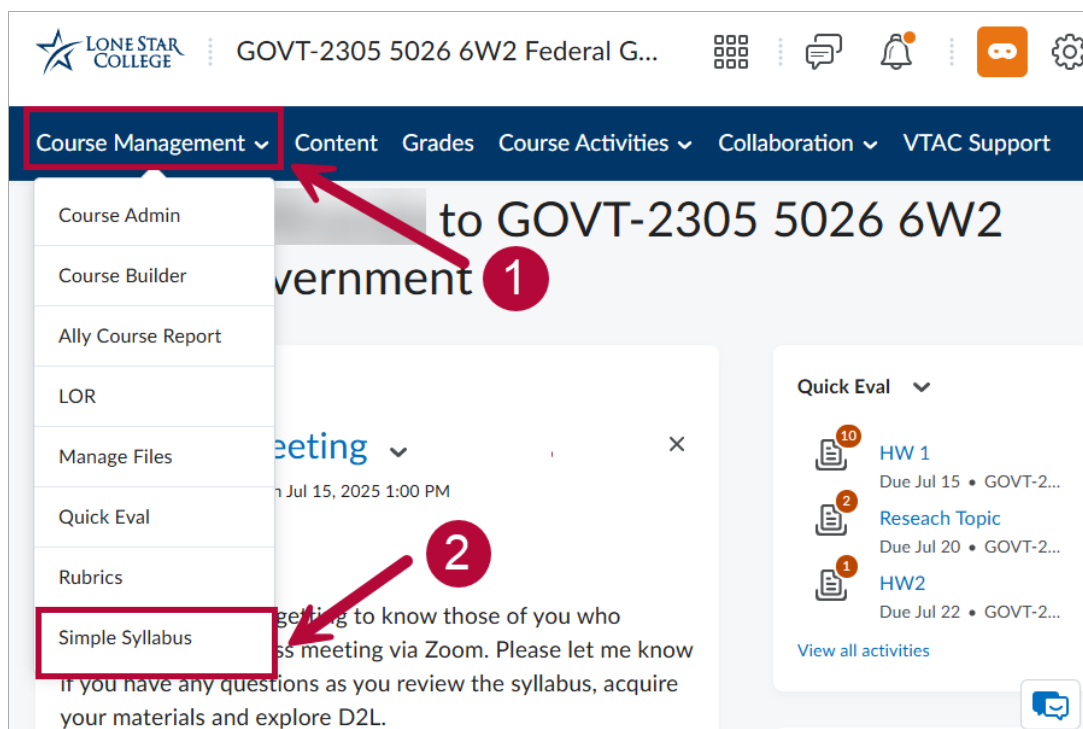 LONE STAR
COLLEGE
GOVT-2305 5026 6W2 Federal G...
Course Management
Content
Grades
Course Activities
Collaboration
VTAC Support
Course Admin
Course Builder
Ally Course Report
LOR
Manage Files
Quick Eval
Rubrics
Simple Syllabus
1
2
to GOVT-2305 5026 6W2
vernment
eeting
Jul 15, 2025 1:00 PM
getting to know those of you who
ss meeting via Zoom. Please let me know
if you have any questions as you review the syllabus, acquire
your materials and explore D2L.
Quick Eval
10
HW 1
Due Jul 15 • GOVT-2...
2
Reseach Topic
Due Jul 20 • GOVT-2...
1
HW2
Due Jul 22 • GOVT-2...
View all activities